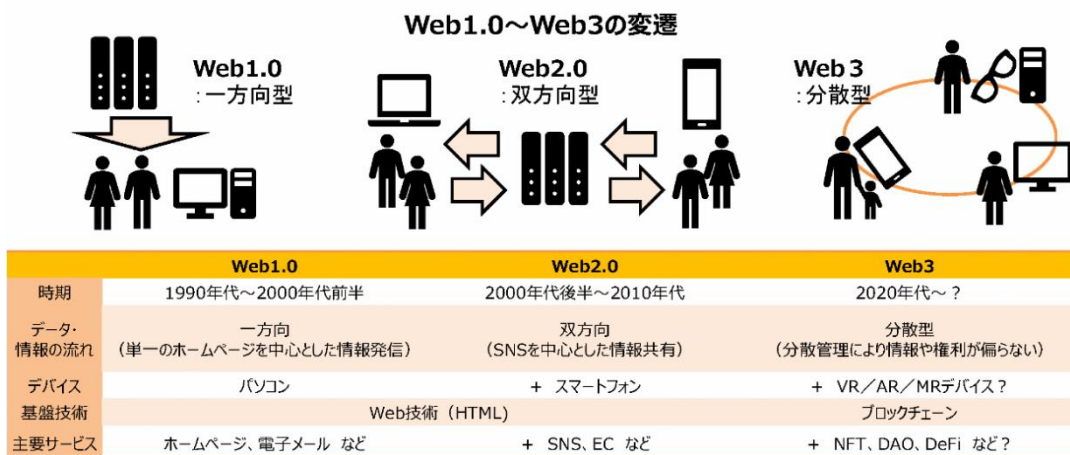 Web1.0～Web3の変遷
Web1.0
：一方向型
Web2.0
：双方向型
Web3
：分散型
Web1.0 Web2.0 Web3
時期 1990年代～2000年代前半 2000年代後半～2010年代 2020年代～？
データ・
情報の流れ
一方向
（単一のホームページを中心とした情報発信）
双方向
（SNSを中心とした情報共有）
分散型
（分散管理により情報や権利が偏らない）
デバイス パソコン + スマートフォン + VR／AR／MRデバイス？
基盤技術 Web技術（HTML） ブロックチェーン
主要サービス ホームページ、電子メール など + SNS、EC など + NFT、DAO、DeFi など？